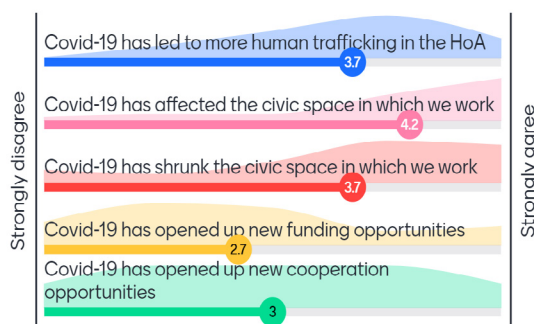 Strongly disagree
Covid-19 has led to more human trafficking in the HoA
3.7
Covid-19 has affected the civic space in which we work
4.2
Covid-19 has shrunk the civic space in which we work
3.7
Covid-19 has opened up new funding opportunities
2.7
Covid-19 has opened up new cooperation
opportunities
3
Strongly agree